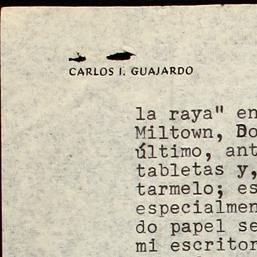 CARLOS I. GUAJARDO
la raya" en
Miltown, Do
último, ant
tabletas y,
tarmelo; es
especialmen
do papel se
mi escritor